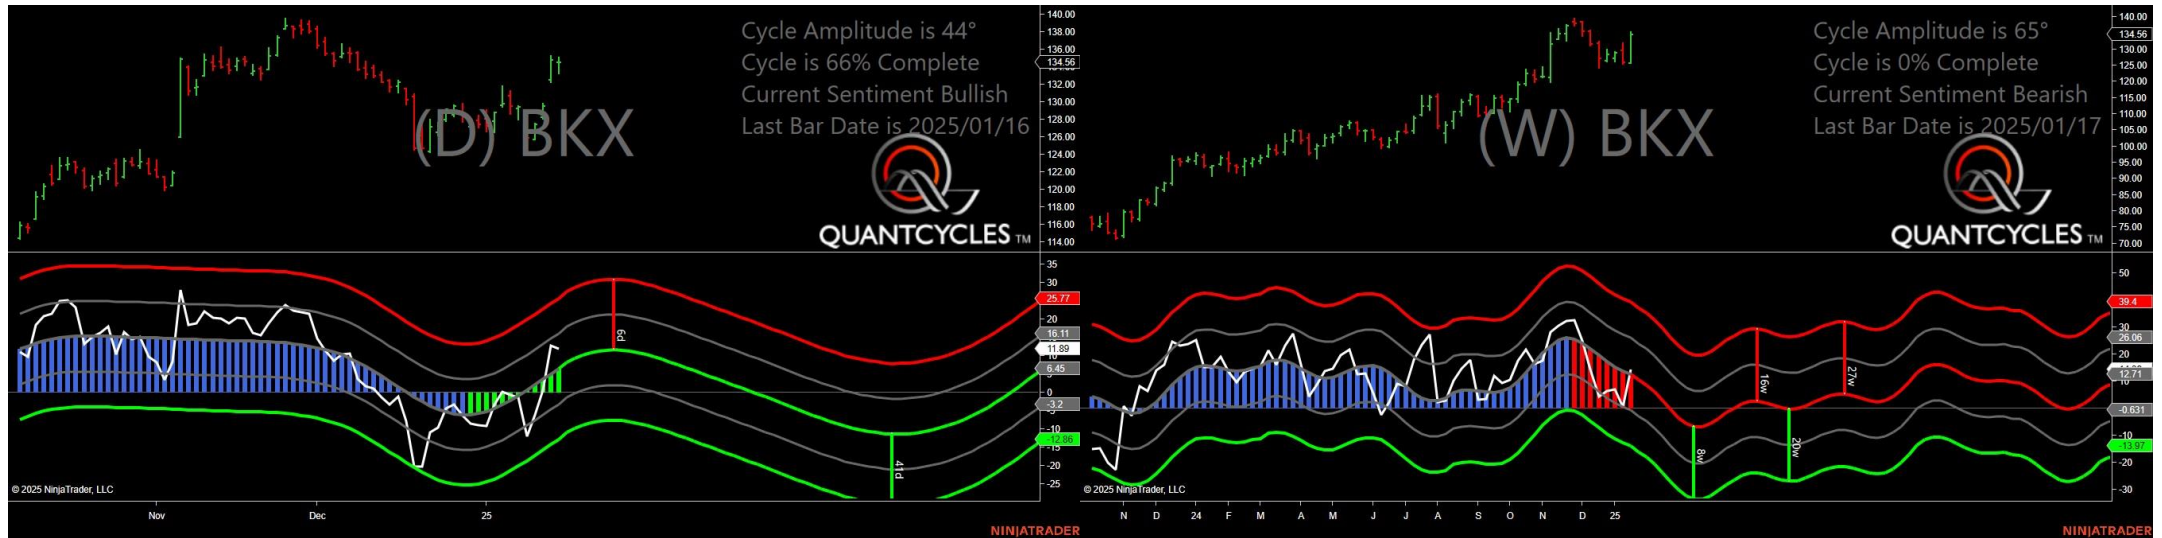 Cycle Amplitude is 44°
Cycle is 66% Complete
Current Sentiment Bullish
Last Bar Date is 2025/01/16
(D) BKX
QUANTCYCLES TM
140.00
138.00
136.00
134.56
132.00
130.00
128.00
126.00
124.00
122.00
120.00
118.00
116.00
114.00
35
30
25.77
20
16.11
11.89
10
6.45
0
-3.2
-10
-12.86
-15
-20
-25
6d
41d
© 2025 NinjaTrader, LLC
Nov
Dec
25
NINJATRADER
Cycle Amplitude is 65°
Cycle is 0% Complete
Current Sentiment Bearish
Last Bar Date is 2025/01/17
(W) BKX
QUANTCYCLES TM
140.00
134.56
130.00
125.00
120.00
115.00
110.00
105.00
100.00
95.00
90.00
85.00
80.00
75.00
70.00
50
39.4
30
26.06
20
12.71
10
-0.631
-10
-13.97
-20
-30
8w
16w
20w
27w
© 2025 NinjaTrader, LLC
N D 24 F M A M J J A S O N D 25
NINJATRADER